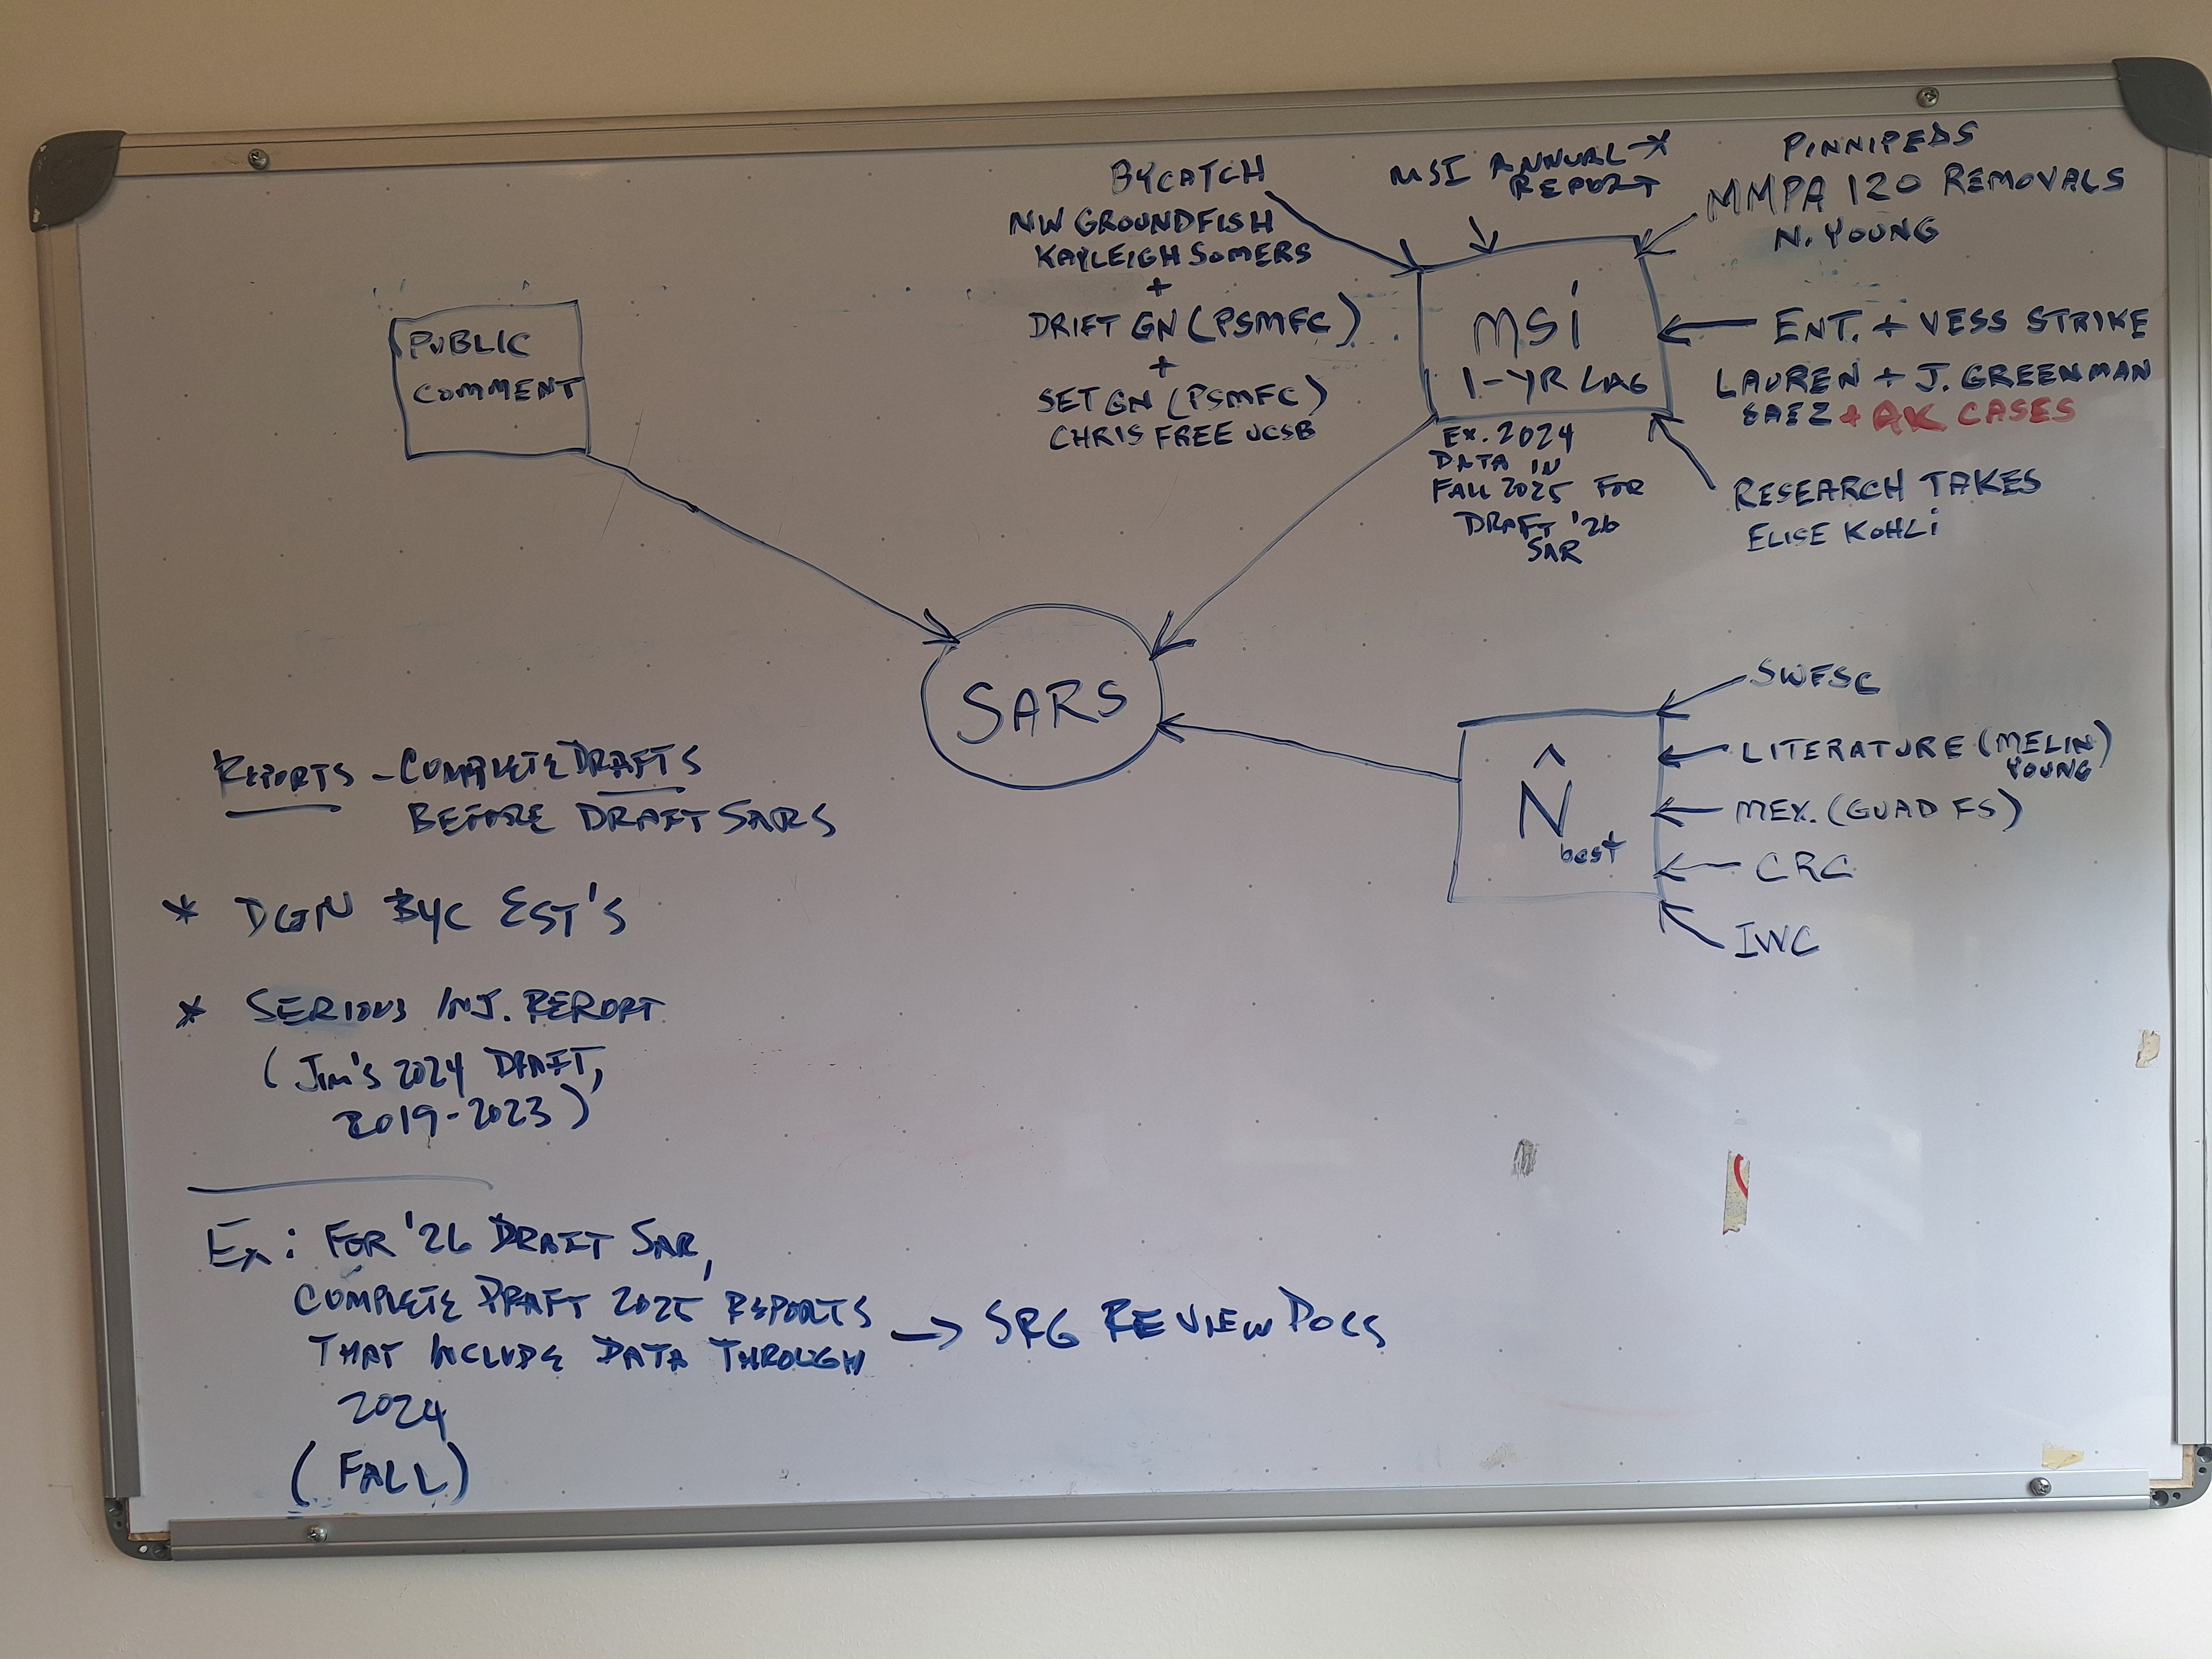 PUBLIC
COMMENT
BYCATCH
NW GROUNDFISH
KAYLEIGH SOMERS
+
DRIFT GN (PSMFC)
+
SET GN (PSMFC)
CHRIS FREE UCSB
MSI ANNUAL *
REPORT
PINNIPEDS
MMPA 120 REMOVALS
N. YOUNG
MSI
1-YR LAG
EX. 2024
DATA IN
FALL 2025 FOR
DRAFT '26
SAR
ENT. + VESS STRIKE
LAUREN + J. GREENMAN
SAEZ + AK CASES
RESEARCH TAKES
ELISE KOHLI
SARS
N̂
best
SWFSC
LITERATURE (MELIN)
YOUNG
MEX. (GUAD FS)
CRC
IWC
REPORTS - COMPLETE DRAFTS
BEFORE DRAFT SARS
* DGN BYC EST'S
* SERIOUS INJ. REPORT
(JIM'S 2024 DRAFT,
2019-2023)
EX: FOR '26 DRAFT SAR,
COMPLETE DRAFT 2025 REPORTS
THAT INCLUDE DATA THROUGH → SRG REVIEW DOCS
2024
(FALL)